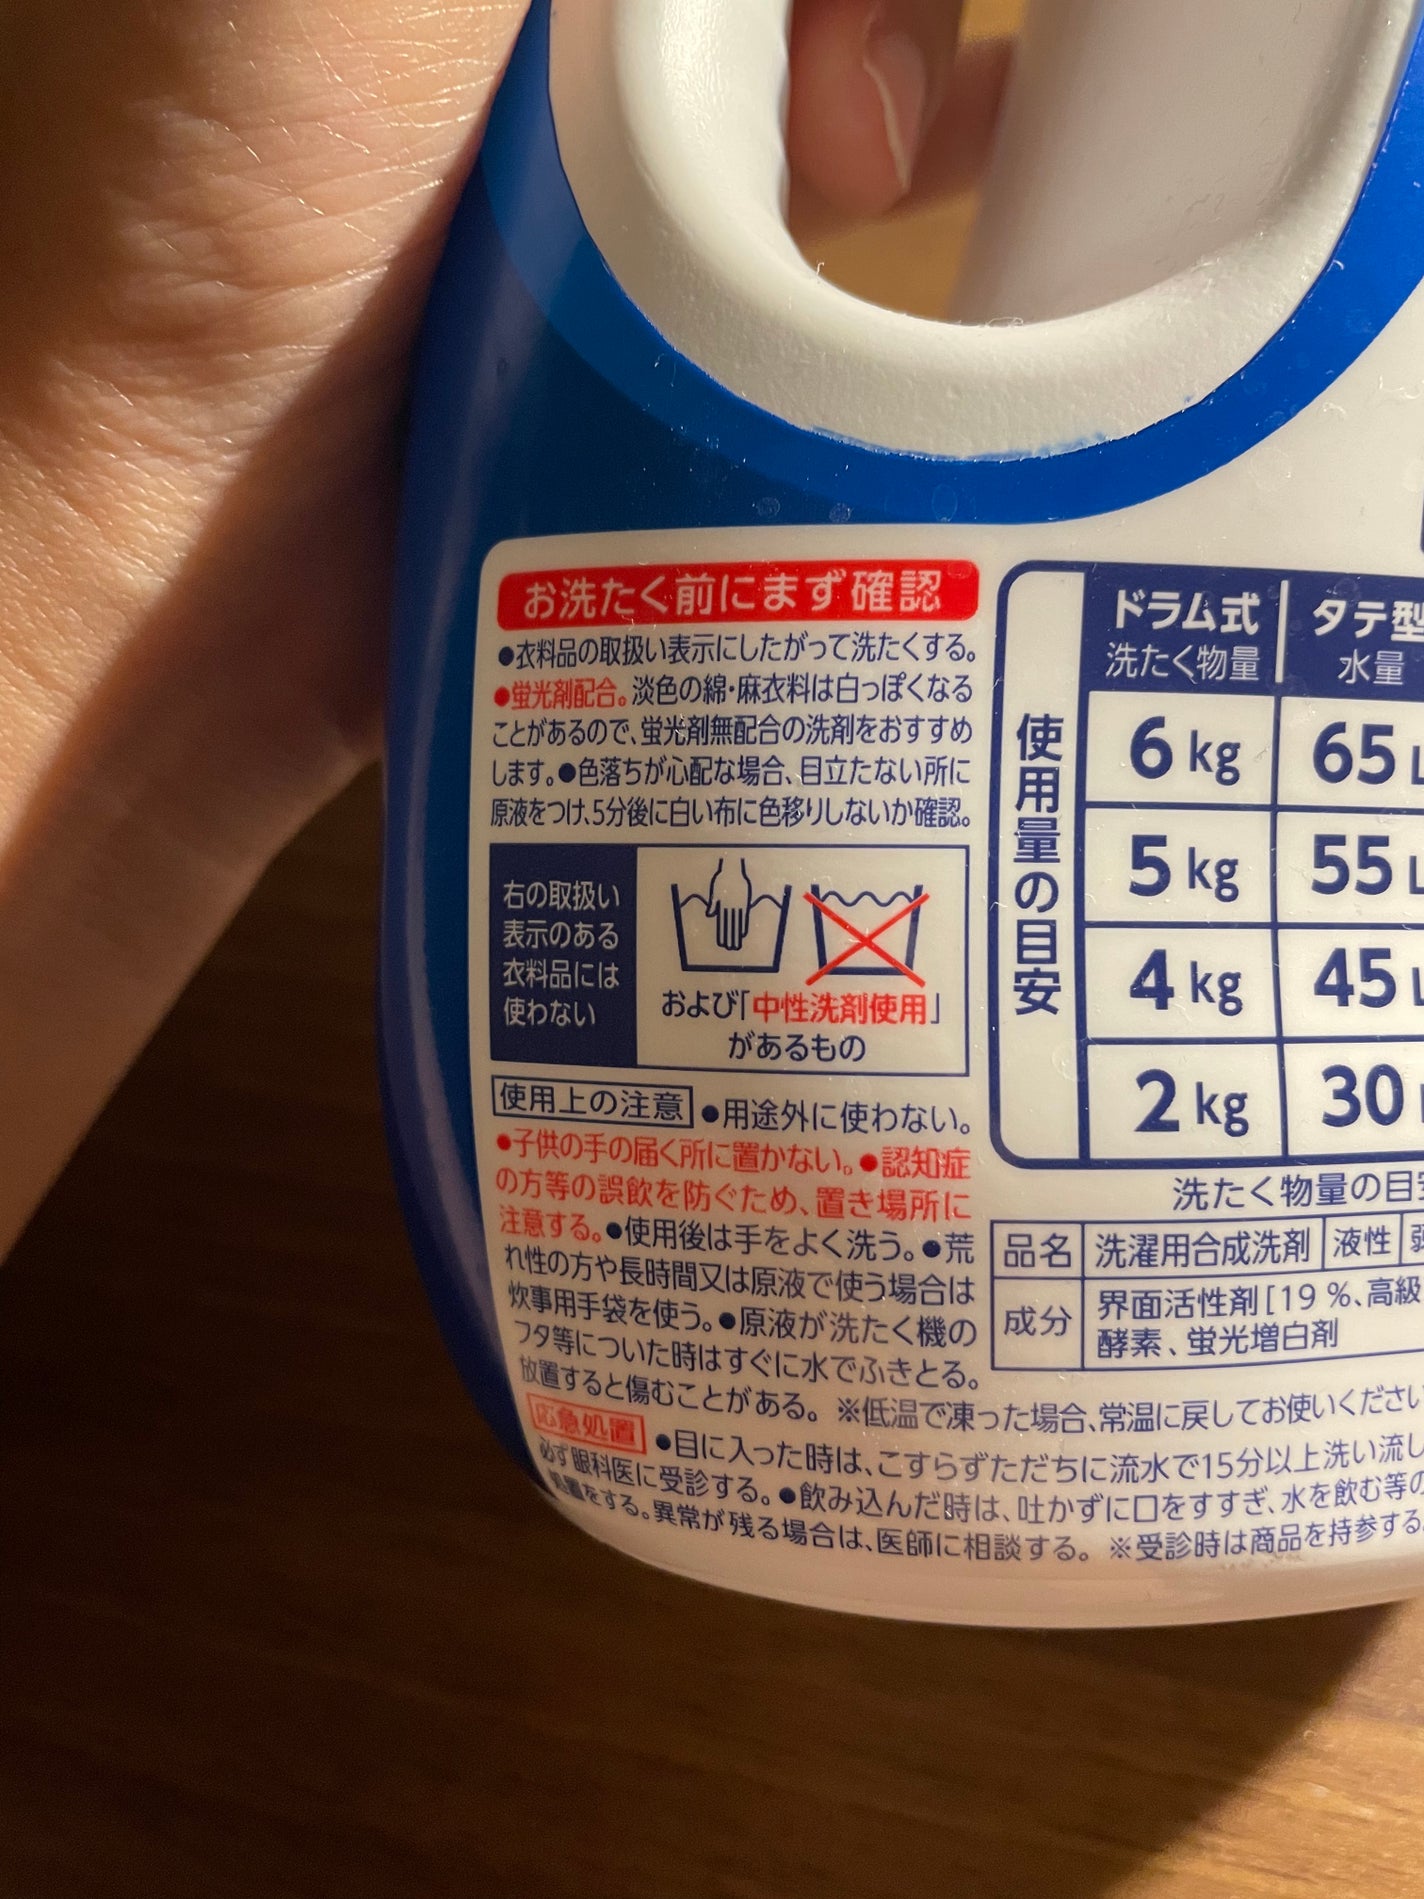 お洗たく前にまず確認
●衣料品の取扱い表示にしたがって洗たくする。
●蛍光剤配合。淡色の綿・麻衣料は白っぽくなる
ことがあるので、蛍光剤無配合の洗剤をおすすめ
します。●色落ちが心配な場合、目立たない所に
原液をつけ、5分後に白い布に色移りしないか確認。
右の取扱い
表示のある
衣料品には
使わない
および「中性洗剤使用」
があるもの
使用上の注意 ●用途外に使わない。
●子供の手の届く所に置かない。●認知症
の方等の誤飲を防ぐため、置き場所に
注意する。●使用後は手をよく洗う。●荒
れ性の方や長時間又は原液で使う場合は
炊事用手袋を使う。●原液が洗たく機の
フタ等についた時はすぐに水でふきとる。
放置すると傷むことがある。※低温で凍った場合、常温に戻してお使いください
応急処置 ●目に入った時は、こすらずただちに流水で15分以上洗い流し
必ず眼科医に受診する。●飲み込んだ時は、吐かずに口をすすぎ、水を飲む等の
処置をする。異常が残る場合は、医師に相談する。※受診時は商品を持参する
使用量の目安
ドラム式 タテ型
洗たく物量 水量
6 kg 65
5 kg 55
4 kg 45
2 kg 30
洗たく物量の目
品名 洗濯用合成洗剤 液性
成分 界面活性剤[19 %、高級
酵素、蛍光増白剤